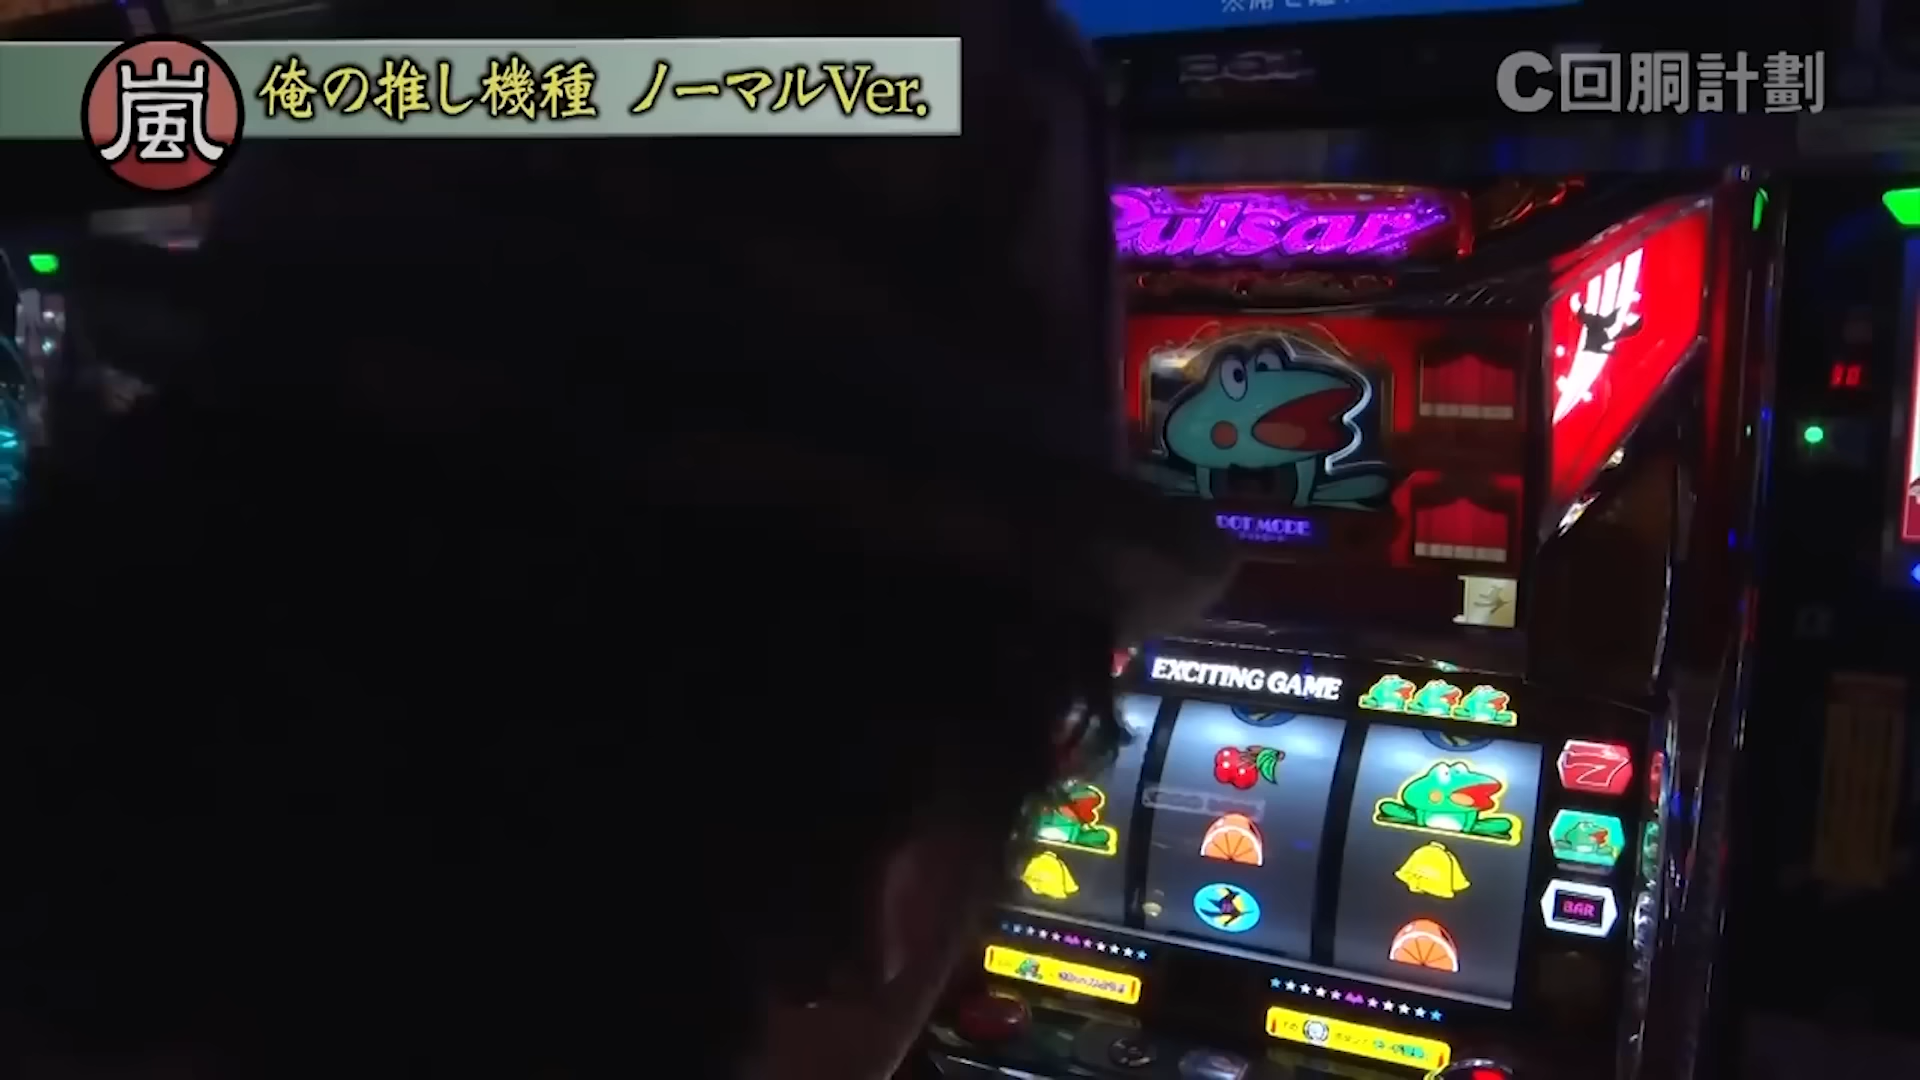 嵐
俺の推し機種 ノーマルVer.
C回胴計劃
Pulsar
DOT MODE
EXCITING GAME
7
BAR